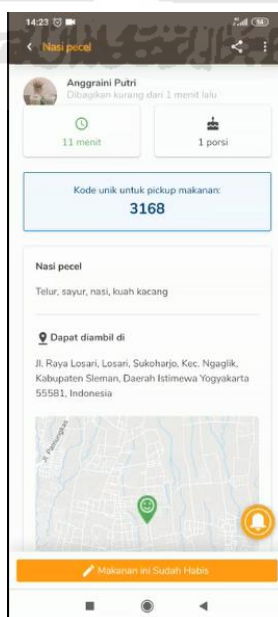 14:23
Nasi pecel
Anggraini Putri
Dibagikan kurang dari 1 menit lalu
11 menit
1 porsi
Kode unik untuk pickup makanan:
3168
Nasi pecel
Telur, sayur, nasi, kuah kacang
Dapat diambil di
Jl. Raya Losari, Losari, Sukoharjo, Kec. Ngaglik,
Kabupaten Sleman, Daerah Istimewa Yogyakarta
55581, Indonesia
Jl. Pamungkas
Makanan ini Sudah Habis